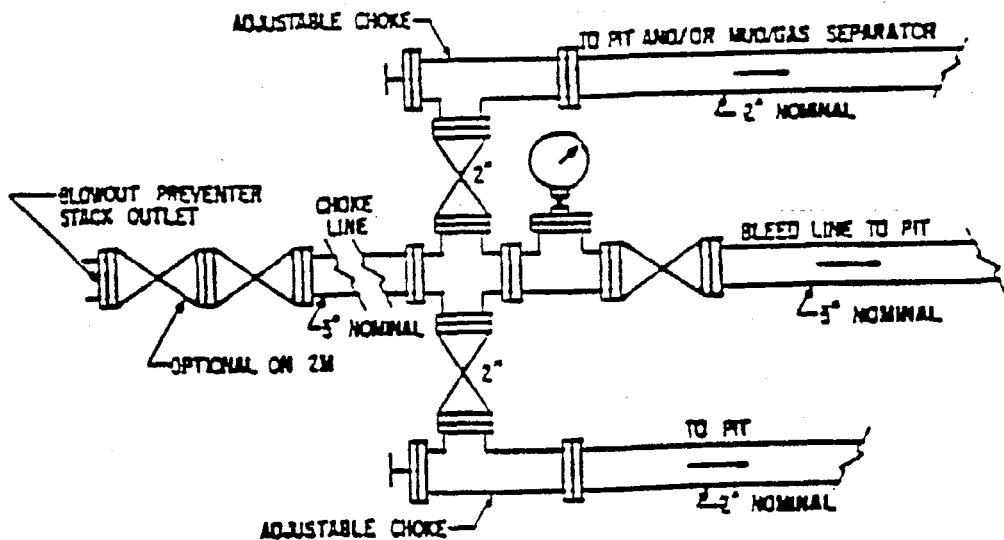 ADJUSTABLE CHOKE
TO PIT AND/OR MUD/GAS SEPARATOR
2" NOMINAL
2"
BLOWOUT PREVENTER
STACK OUTLET
CHOKE
LINE
BLEED LINE TO PIT
3" NOMINAL
3" NOMINAL
OPTIONAL ON 2M
2"
TO PIT
2" NOMINAL
ADJUSTABLE CHOKE